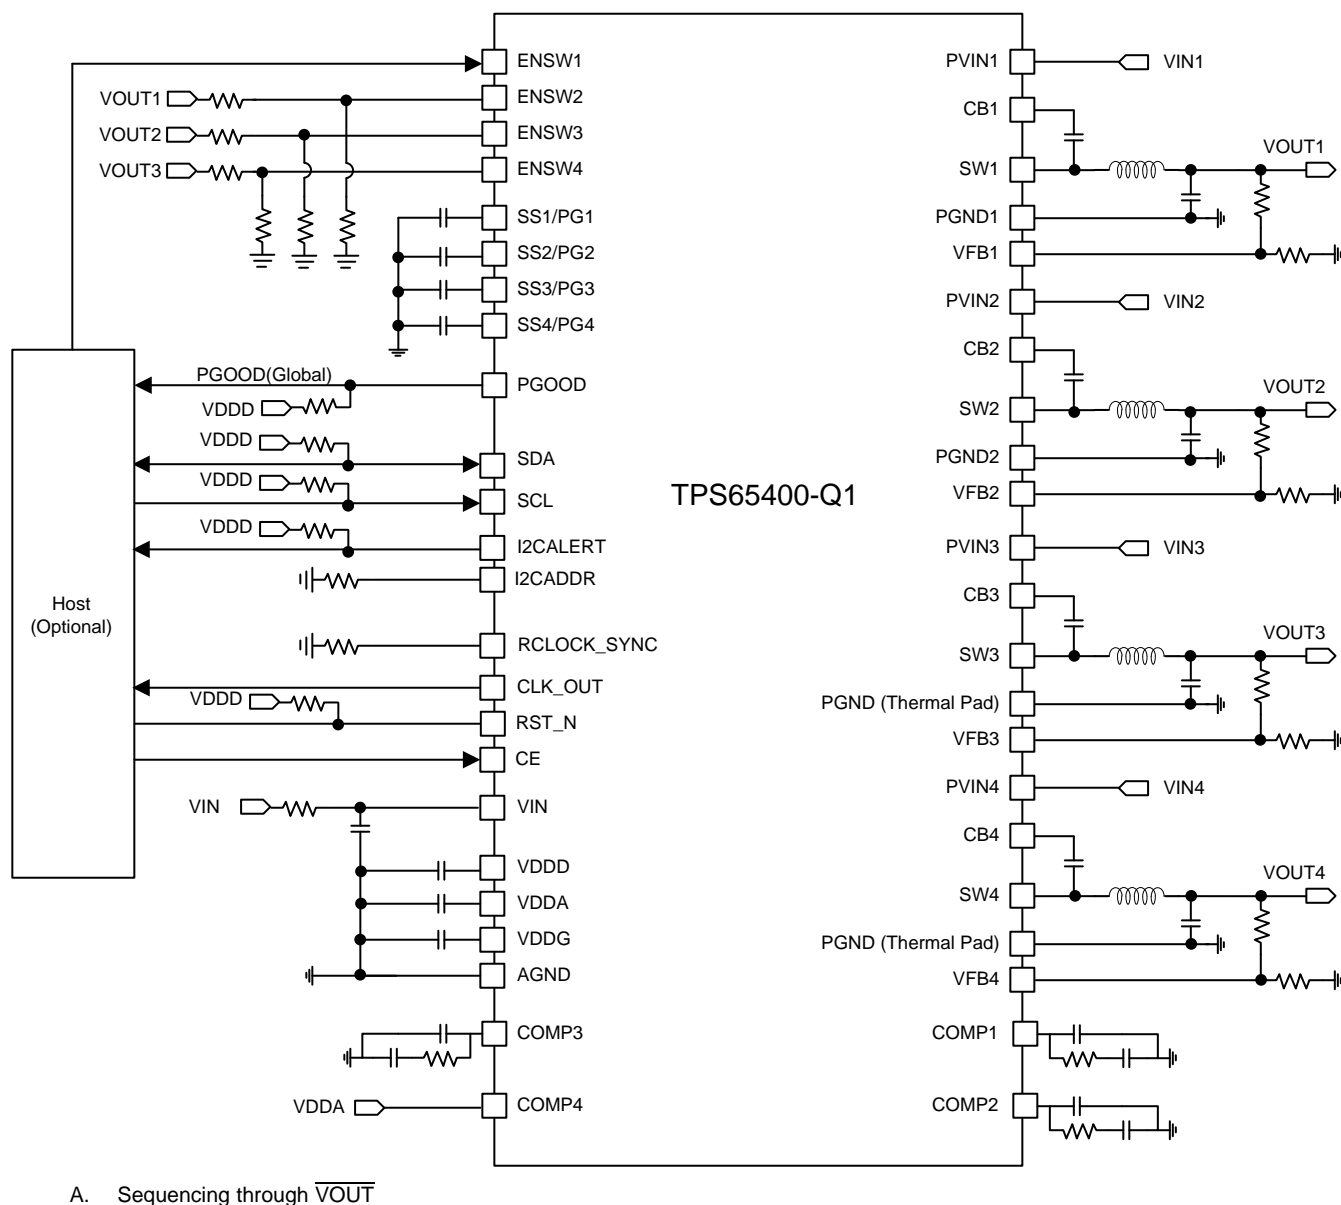 ENSW1
VOUT1
ENSW2
VOUT2
ENSW3
VOUT3
ENSW4
SS1/PG1
SS2/PG2
SS3/PG3
SS4/PG4
PGOOD(Global)
PGOOD
VDDD
VDDD
SDA
VDDD
SCL
VDDD
I2CALERT
I2CADDR
Host
(Optional)
RCLOCK_SYNC
CLK_OUT
VDDD
RST_N
CE
VIN
VIN
VDDD
VDDA
VDDG
AGND
COMP3
VDDA
COMP4
TPS65400-Q1
PVIN1
VIN1
CB1
VOUT1
SW1
PGND1
VFB1
PVIN2
VIN2
CB2
VOUT2
SW2
PGND2
VFB2
PVIN3
VIN3
CB3
VOUT3
SW3
PGND (Thermal Pad)
VFB3
PVIN4
VIN4
CB4
VOUT4
SW4
PGND (Thermal Pad)
VFB4
COMP1
COMP2
A. Sequencing through VOUT